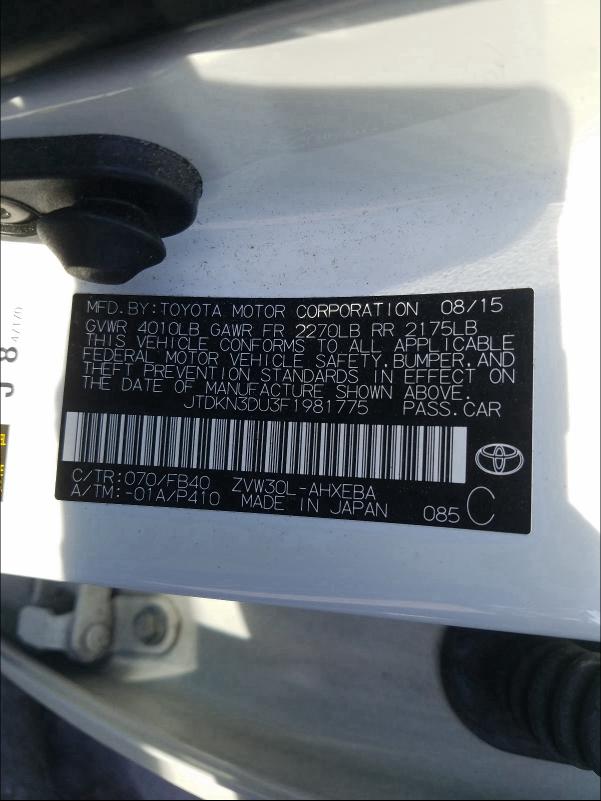 MFD. BY: TOYOTA MOTOR CORPORATION 08/15
GVWR 4010LB GAWR FR 2270LB RR 2175LB
THIS VEHICLE CONFORMS TO ALL APPLICABLE
FEDERAL MOTOR VEHICLE SAFETY, BUMPER, AND
THEFT PREVENTION STANDARDS IN EFFECT ON
THE DATE OF MANUFACTURE SHOWN ABOVE.
JTDKN3DU3F1981775 PASS. CAR
C/TR: 070/FB40 ZVW30L-AHXEBA
A/TM: -01A/P410 MADE IN JAPAN 085 C